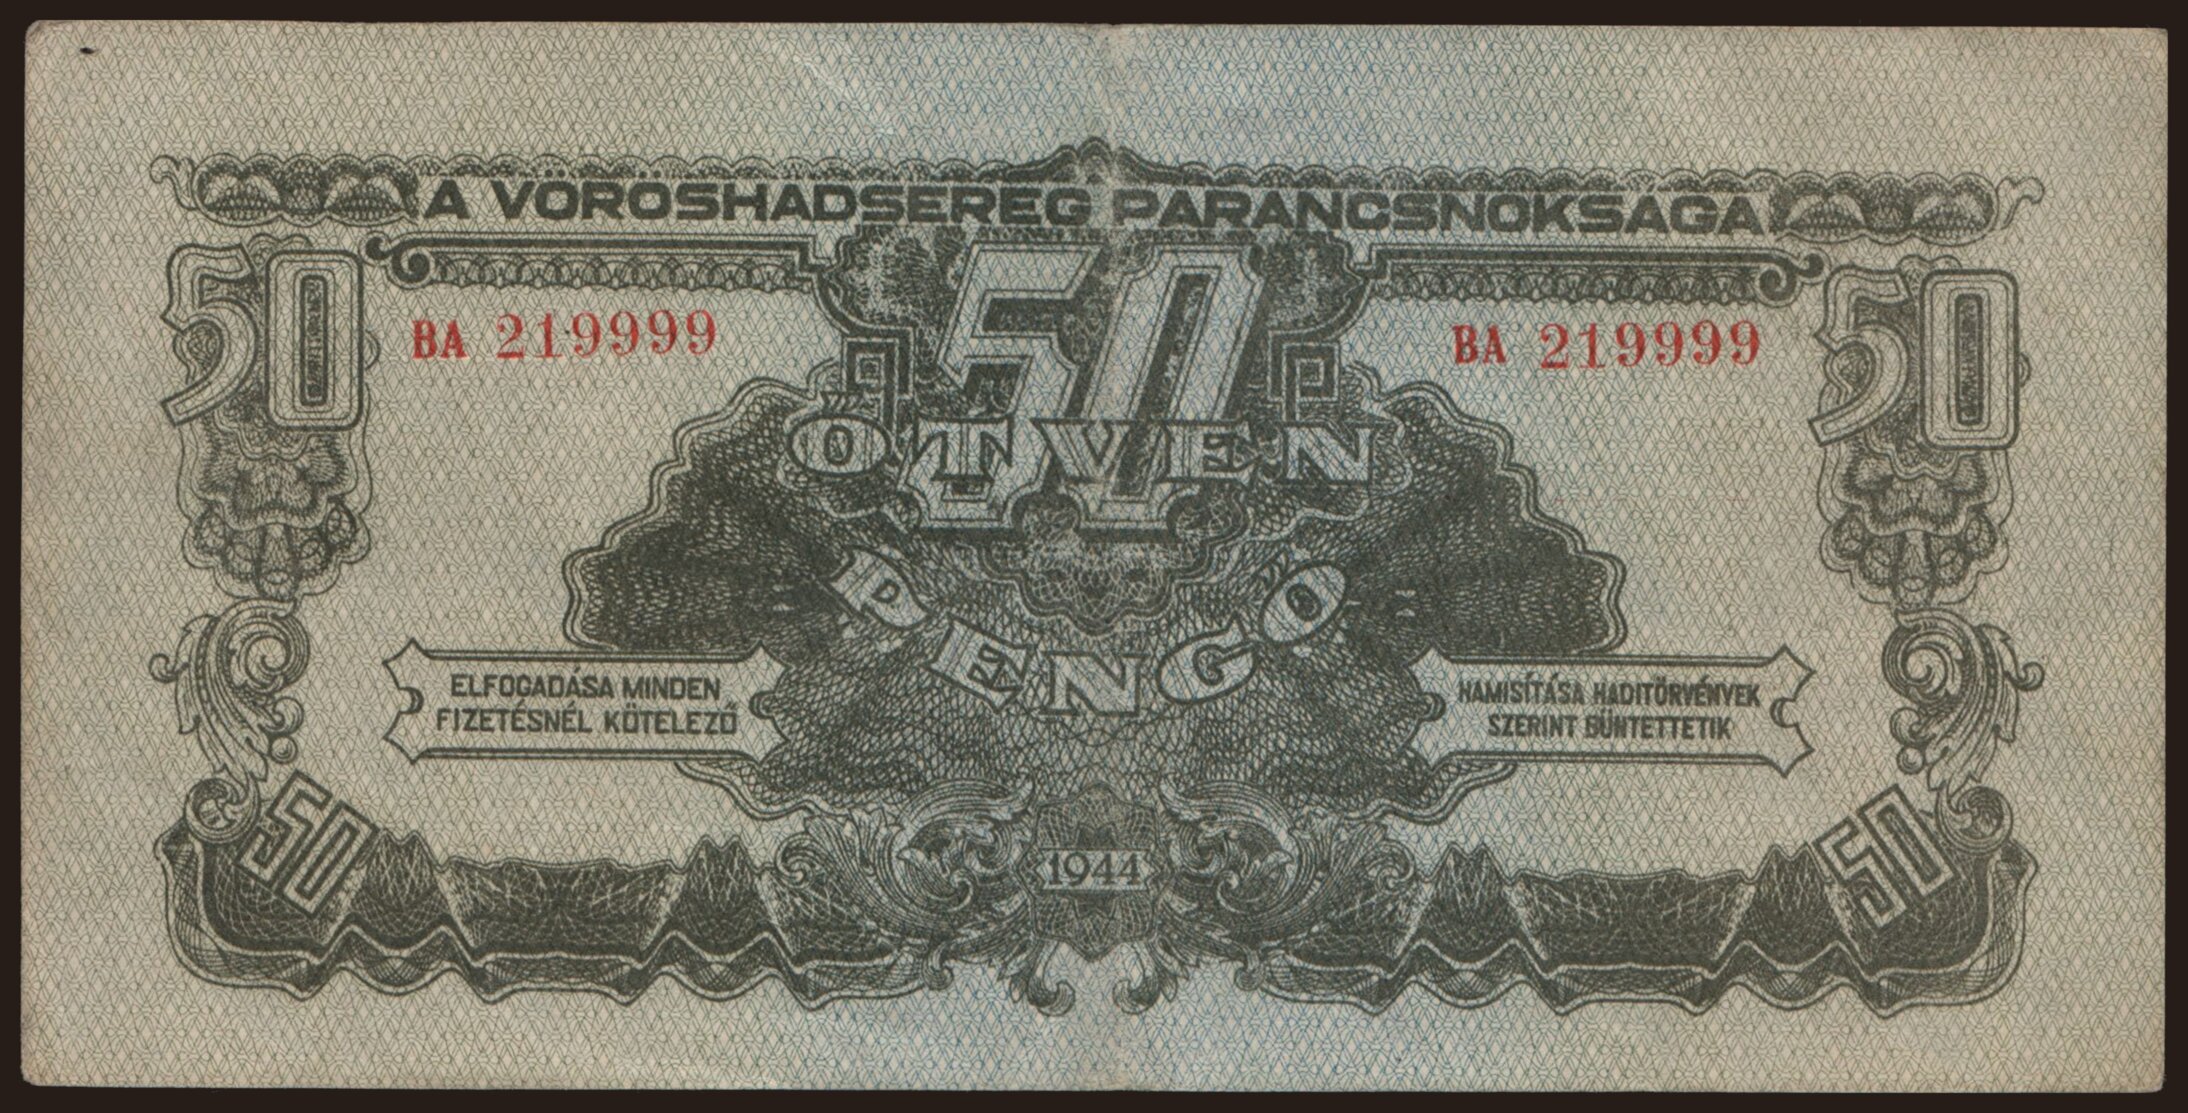 A VÖRÖSHADSEREG PARANCSNOKSÁGA
50 50 50
BA 219999 BA 219999
ÖTVEN
PENGŐ
ELFOGADÁSA MINDEN
FIZETÉSNÉL KÖTELEZŐ
HAMISÍTÁSA HADITÖRVÉNYEK
SZERINT BÜNTETTETIK
50 1944 50